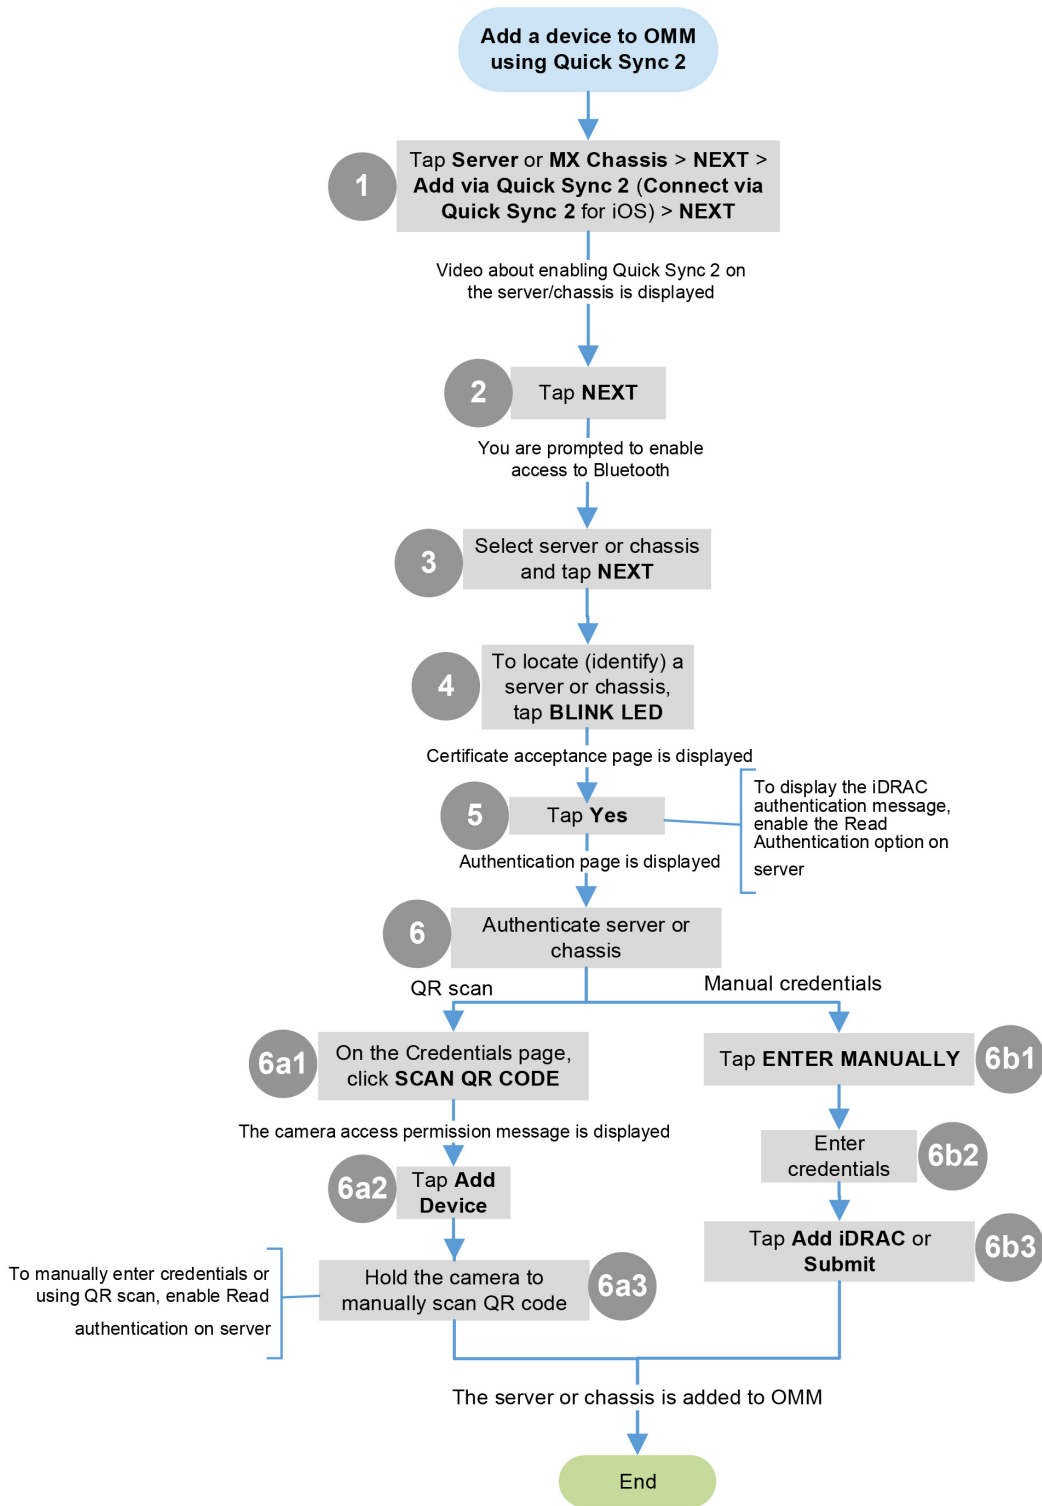 Add a device to OMM
using Quick Sync 2
1
Tap Server or MX Chassis > NEXT >
Add via Quick Sync 2 (Connect via
Quick Sync 2 for iOS) > NEXT
Video about enabling Quick Sync 2 on
the server/chassis is displayed
2
Tap NEXT
You are prompted to enable
access to Bluetooth
3
Select server or chassis
and tap NEXT
4
To locate (identify) a
server or chassis,
tap BLINK LED
Certificate acceptance page is displayed
5
Tap Yes
To display the iDRAC
authentication message,
enable the Read
Authentication option on
server
Authentication page is displayed
6
Authenticate server or
chassis
QR scan
Manual credentials
6a1
On the Credentials page,
click SCAN QR CODE
Tap ENTER MANUALLY
6b1
The camera access permission message is displayed
Enter
credentials
6b2
6a2
Tap Add
Device
Tap Add iDRAC or
Submit
6b3
To manually enter credentials or
using QR scan, enable Read
authentication on server
Hold the camera to
manually scan QR code
6a3
The server or chassis is added to OMM
End